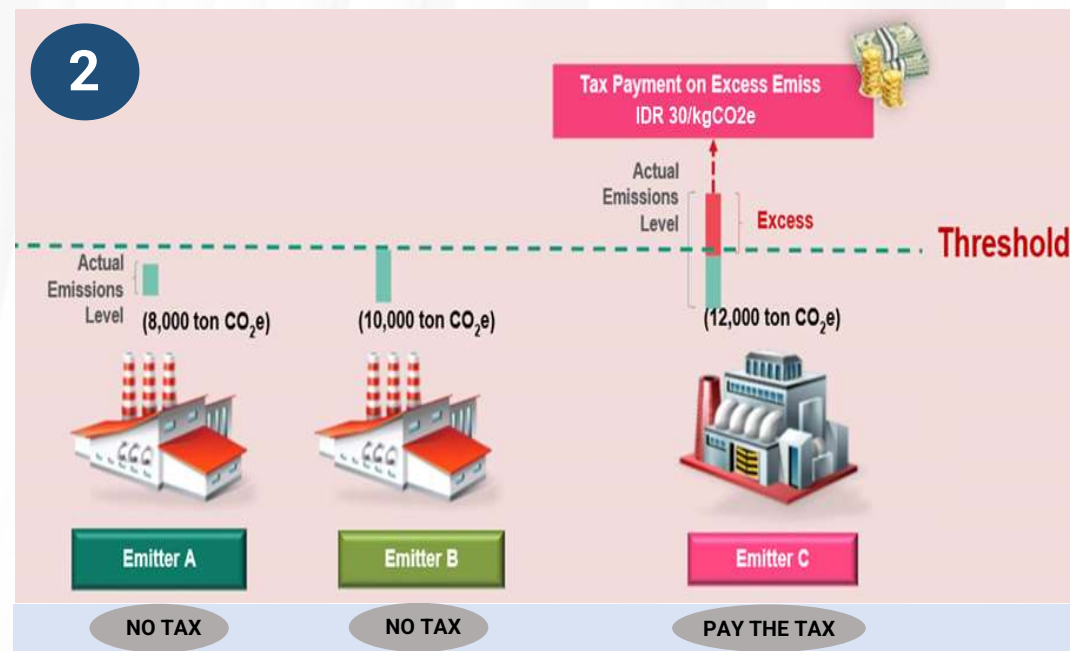 2
Tax Payment on Excess Emiss
IDR 30/kgCO2e
Actual
Emissions
Level
Excess
Threshold
Actual
Emissions
Level
(8,000 ton CO₂e)
(10,000 ton CO₂e)
(12,000 ton CO₂e)
Emitter A
Emitter B
Emitter C
NO TAX
NO TAX
PAY THE TAX